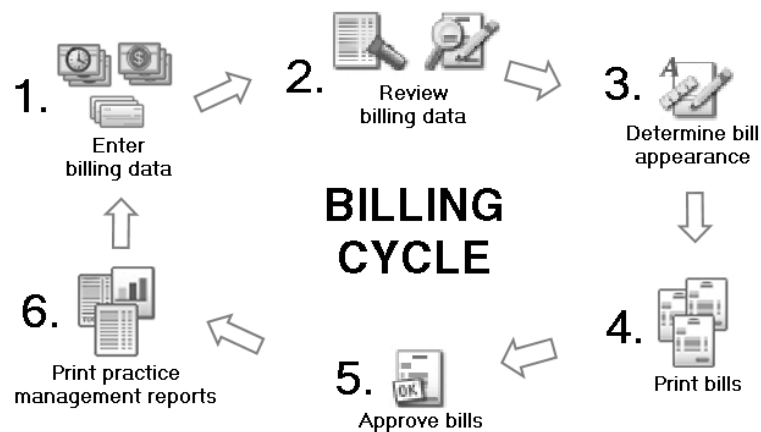 1.
Enter
billing data
2.
Review
billing data
3.
A
Determine bill
appearance
BILLING
CYCLE
4.
Print bills
5.
OK
Approve bills
6.
Print practice
management reports